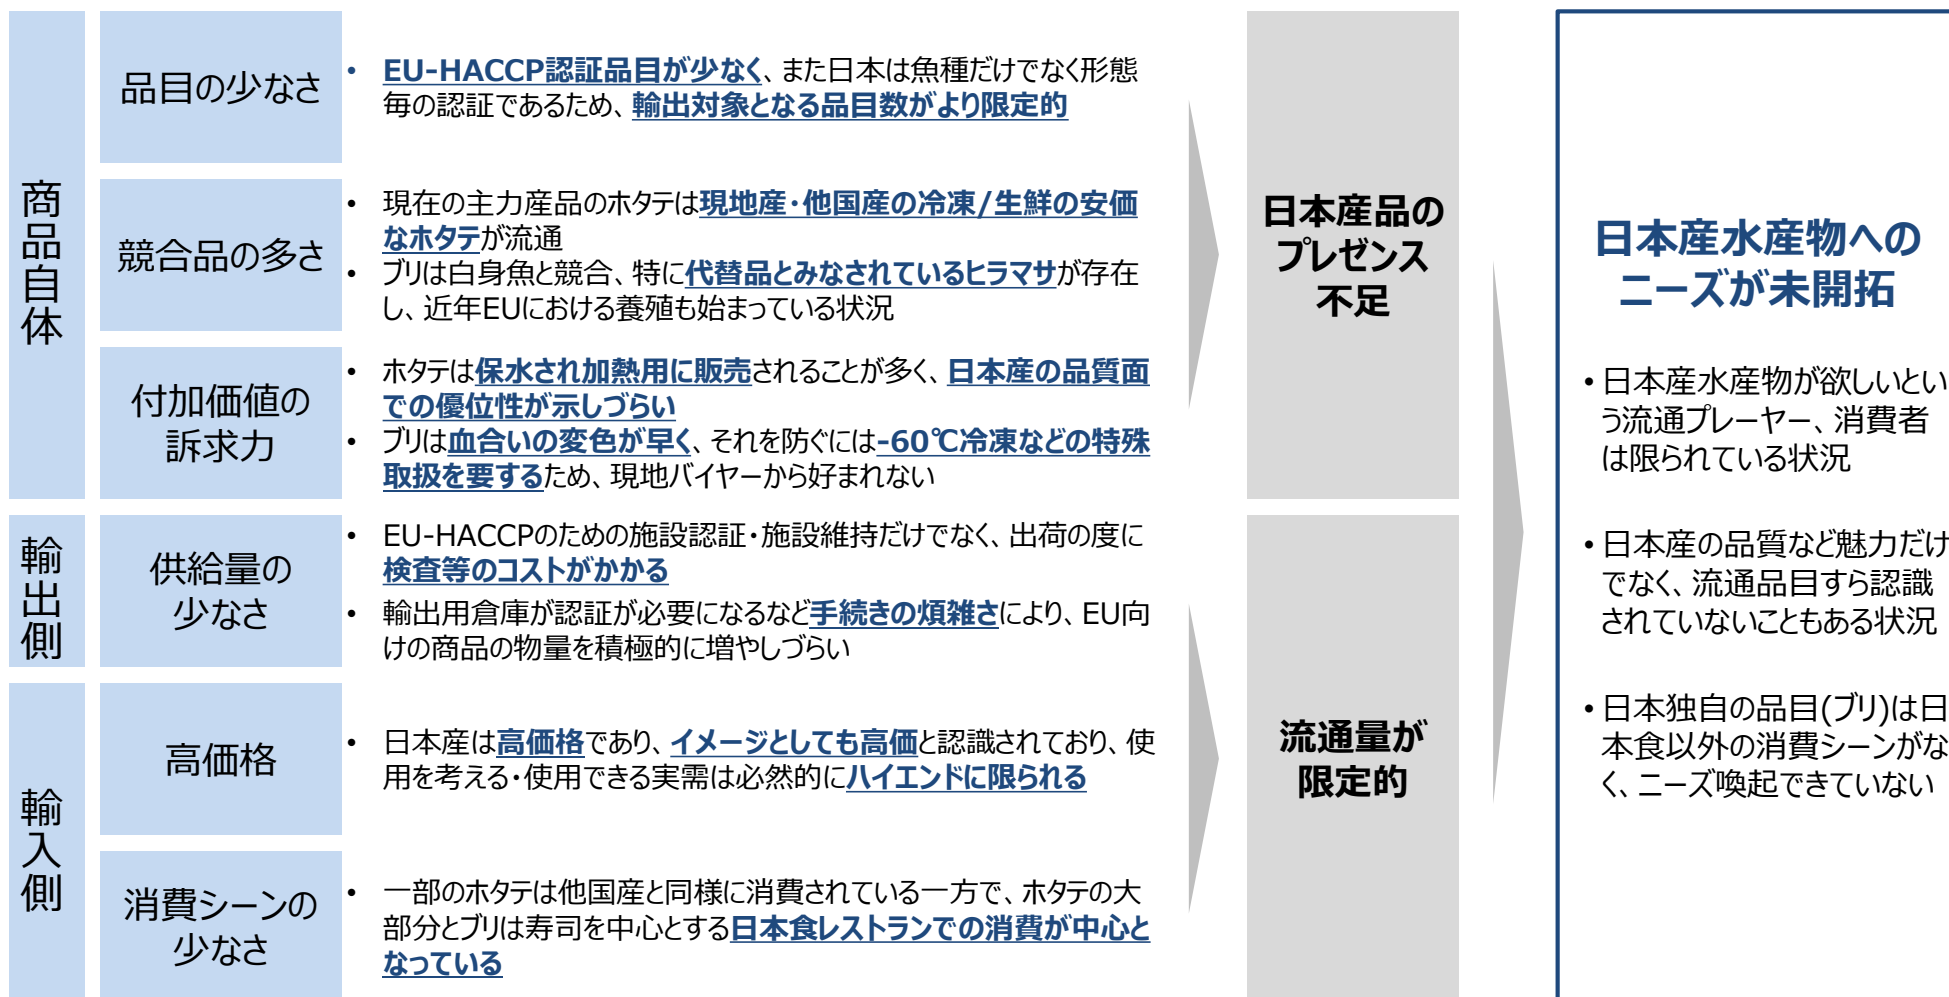 商品自体
品目の少なさ
• EU-HACCP認証品目が少なく、また日本は魚種だけでなく形態
毎の認証であるため、輸出対象となる品目数がより限定的
競合品の多さ
• 現在の主力産品のホタテは現地産・他国産の冷凍/生鮮の安価
なホタテが流通
• ブリは白身魚と競合、特に代替品とみなされているヒラマサが存在
し、近年EUにおける養殖も始まっている状況
付加価値の
訴求力
• ホタテは保水され加熱用に販売されることが多く、日本産の品質面
での優位性が示しづらい
• ブリは血合いの変色が早く、それを防ぐには-60℃冷凍などの特殊
取扱を要するため、現地バイヤーから好まれない
輸出側
供給量の
少なさ
• EU-HACCPのための施設認証・施設維持だけでなく、出荷の度に
検査等のコストがかかる
• 輸出用倉庫が認証が必要になるなど手続きの煩雑さにより、EU向
けの商品の物量を積極的に増やしづらい
輸入側
高価格
• 日本産は高価格であり、イメージとしても高価と認識されており、使
用を考える・使用できる実需は必然的にハイエンドに限られる
消費シーンの
少なさ
• 一部のホタテは他国産と同様に消費されている一方で、ホタテの大
部分とブリは寿司を中心とする日本食レストランでの消費が中心と
なっている
日本産品の
プレゼンス
不足
流通量が
限定的
日本産水産物への
ニーズが未開拓
• 日本産水産物が欲しいとい
う流通プレーヤー、消費者
は限られている状況
• 日本産の品質など魅力だけ
でなく、流通品目すら認識
されていないこともある状況
• 日本独自の品目(ブリ)は日
本食以外の消費シーンがな
く、ニーズ喚起できていない